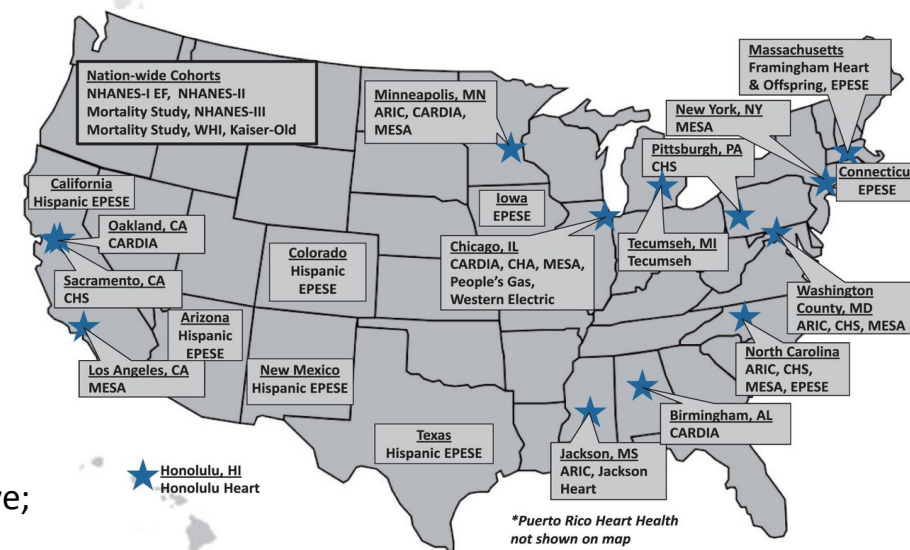 Nation-wide Cohorts
NHANES-I EF, NHANES-II
Mortality Study, NHANES-III
Mortality Study, WHI, Kaiser-Old
Minneapolis, MN
ARIC, CARDIA,
MESA
Massachusetts
Framingham Heart
& Offspring, EPESE
New York, NY
MESA
Pittsburgh, PA
CHS
Connecticu
EPESE
California
Hispanic EPESE
Iowa
EPESE
Oakland, CA
CARDIA
Colorado
Hispanic
EPESE
Chicago, IL
CARDIA, CHA, MESA,
People's Gas,
Western Electric
Tecumseh, MI
Tecumseh
Sacramento, CA
CHS
Washington
County, MD
ARIC, CHS, MESA
Arizona
Hispanic
EPESE
North Carolina
ARIC, CHS,
MESA, EPESE
Los Angeles, CA
MESA
New Mexico
Hispanic EPESE
Birmingham, AL
CARDIA
Texas
Hispanic EPESE
Jackson, MS
ARIC, Jackson
Heart
Honolulu, HI
Honolulu Heart
*Puerto Rico Heart Health
not shown on map